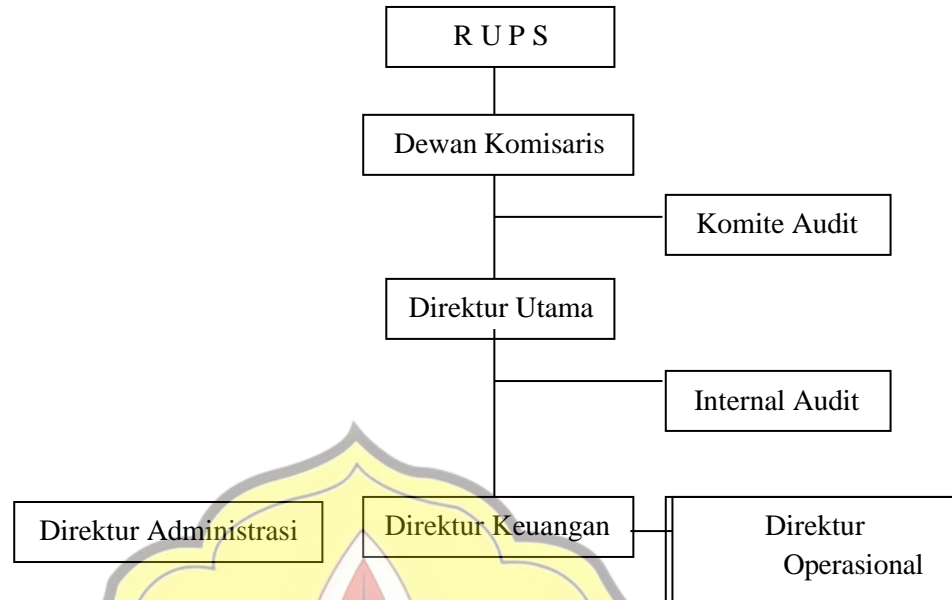 R U P S
Dewan Komisaris
Komite Audit
Direktur Utama
Internal Audit
Direktur Administrasi
Direktur Keuangan
Direktur
Operasional